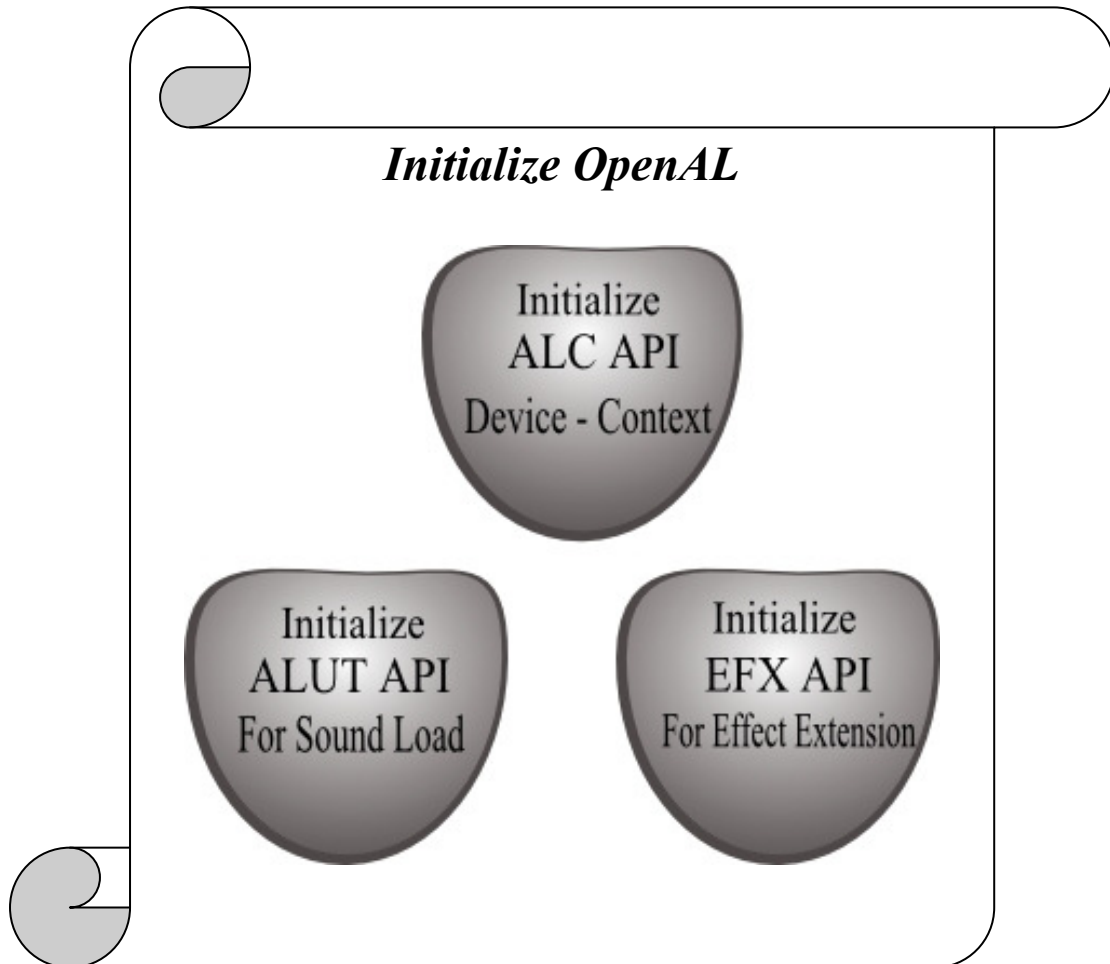 Initialize OpenAL
Initialize
ALC API
Device - Context
Initialize
ALUT API
For Sound Load
Initialize
EFX API
For Effect Extension